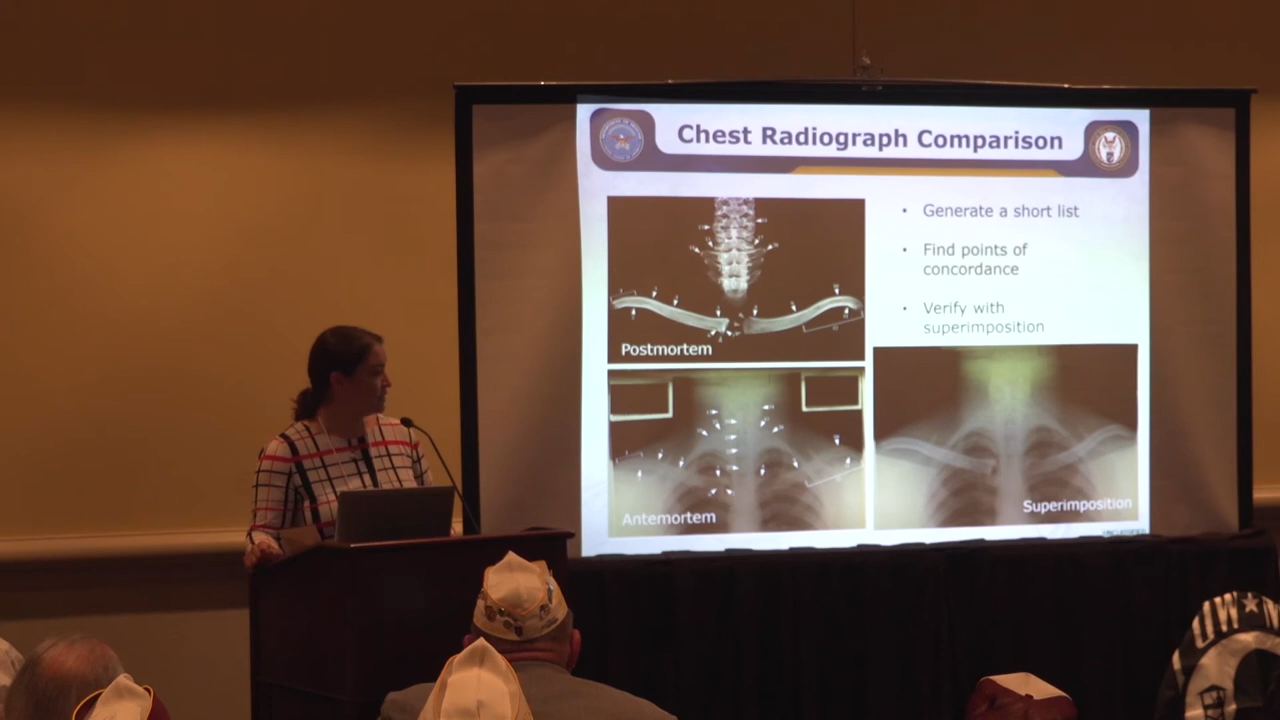 Chest Radiograph Comparison
• Generate a short list
• Find points of
concordance
• Verify with
superimposition
Postmortem
Antemortem
Superimposition